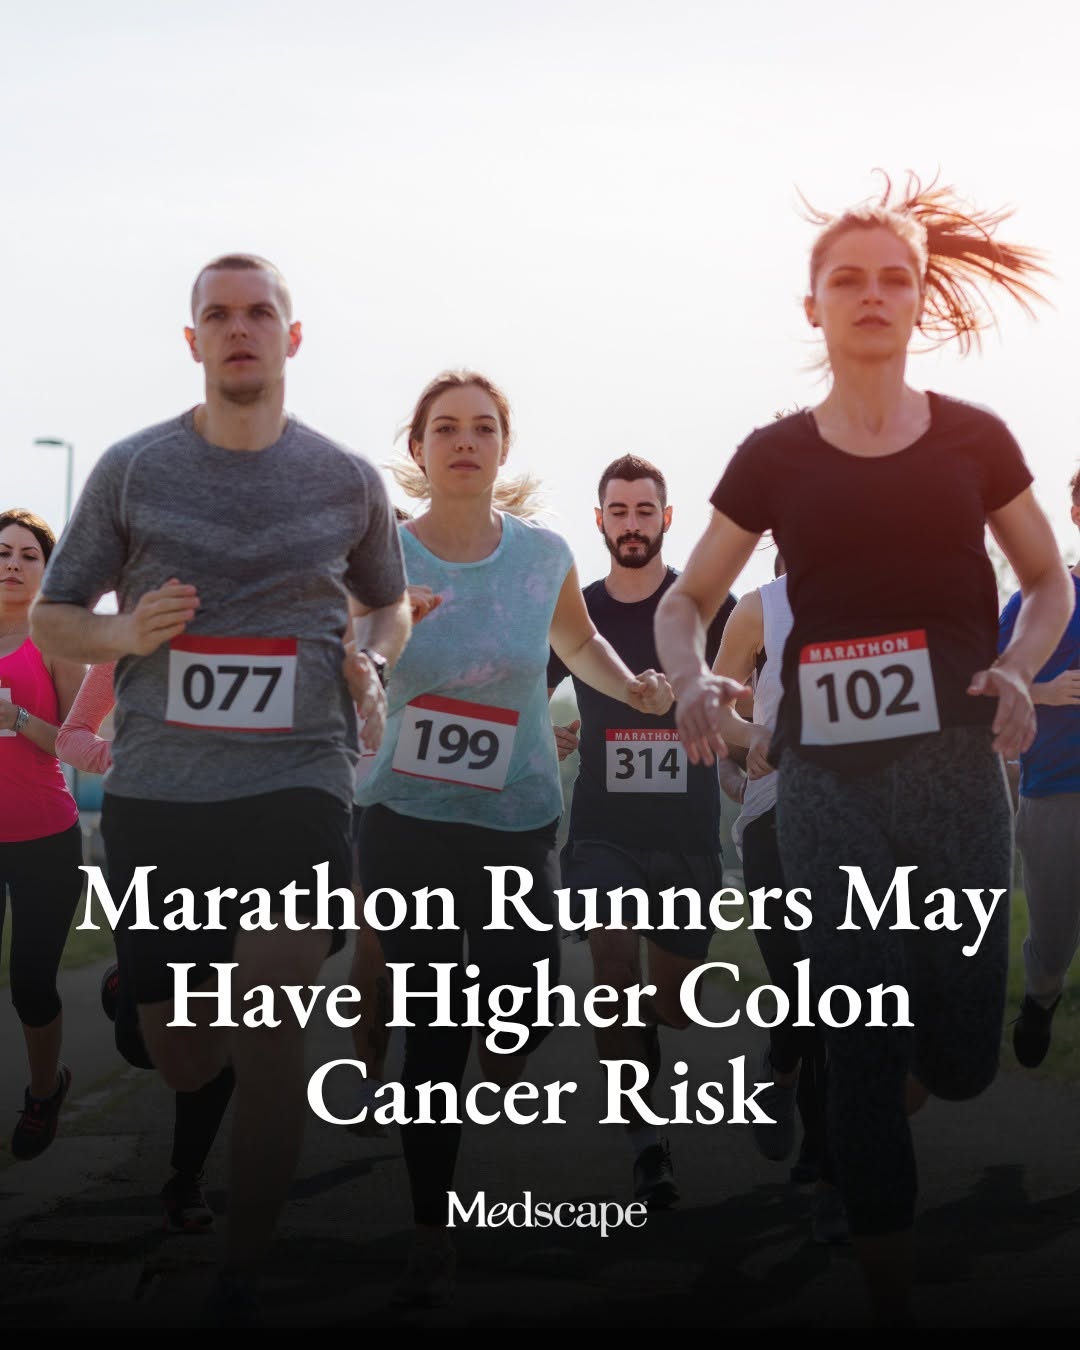 077
199
MARATHON
314
MARATHON
102
Marathon Runners May
Have Higher Colon
Cancer Risk
Medscape